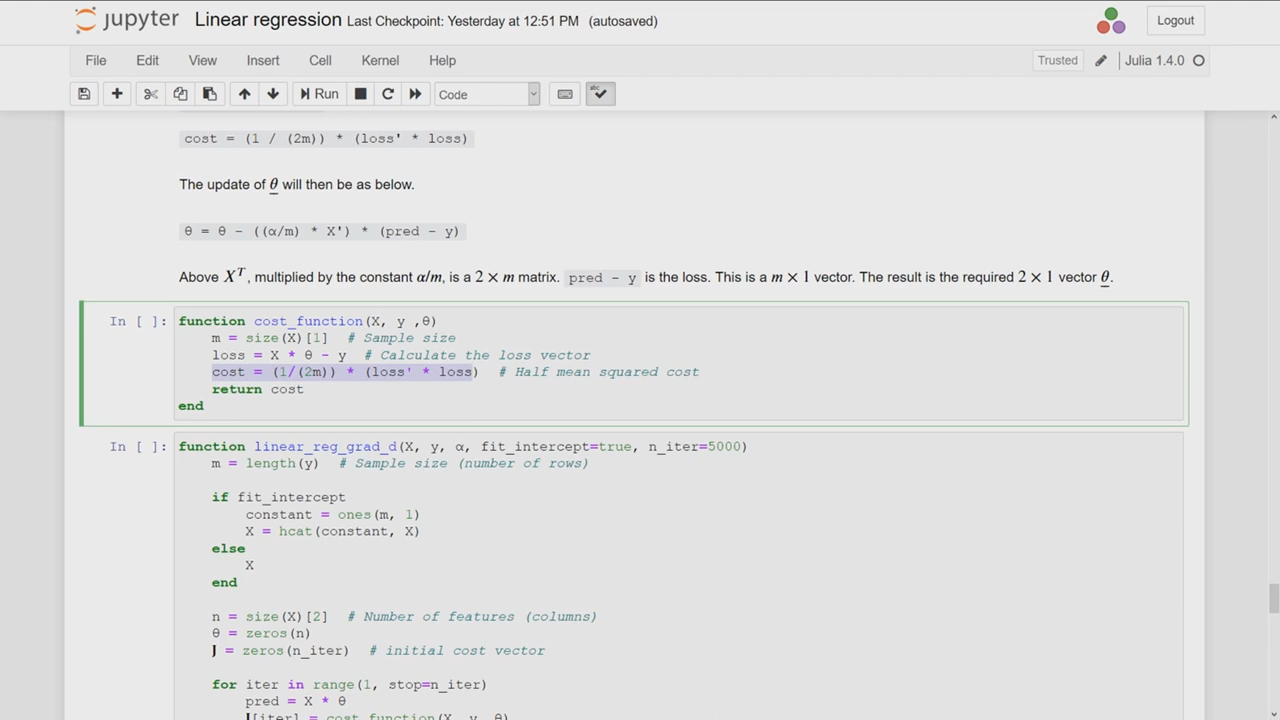 jupyter Linear regression Last Checkpoint: Yesterday at 12:51 PM (autosaved) Logout
File Edit View Insert Cell Kernel Help Trusted Julia 1.4.0
Run Code abc
cost = (1 / (2m)) * (loss' * loss)
The update of θ will then be as below.
θ = θ - ((α/m) * X') * (pred - y)
Above Xᵀ, multiplied by the constant α/m, is a 2 × m matrix. pred - y is the loss. This is a m × 1 vector. The result is the required 2 × 1 vector θ.
In [ ]: function cost_function(X, y ,θ)
m = size(X)[1] # Sample size
loss = X * θ - y # Calculate the loss vector
cost = (1/(2m)) * (loss' * loss) # Half mean squared cost
return cost
end
In [ ]: function linear_reg_grad_d(X, y, α, fit_intercept=true, n_iter=5000)
m = length(y) # Sample size (number of rows)
if fit_intercept
constant = ones(m, 1)
X = hcat(constant, X)
else
X
end
n = size(X)[2] # Number of features (columns)
θ = zeros(n)
J = zeros(n_iter) # initial cost vector
for iter in range(1, stop=n_iter)
pred = X * θ
J[iter] = cost_function(X, y, θ)